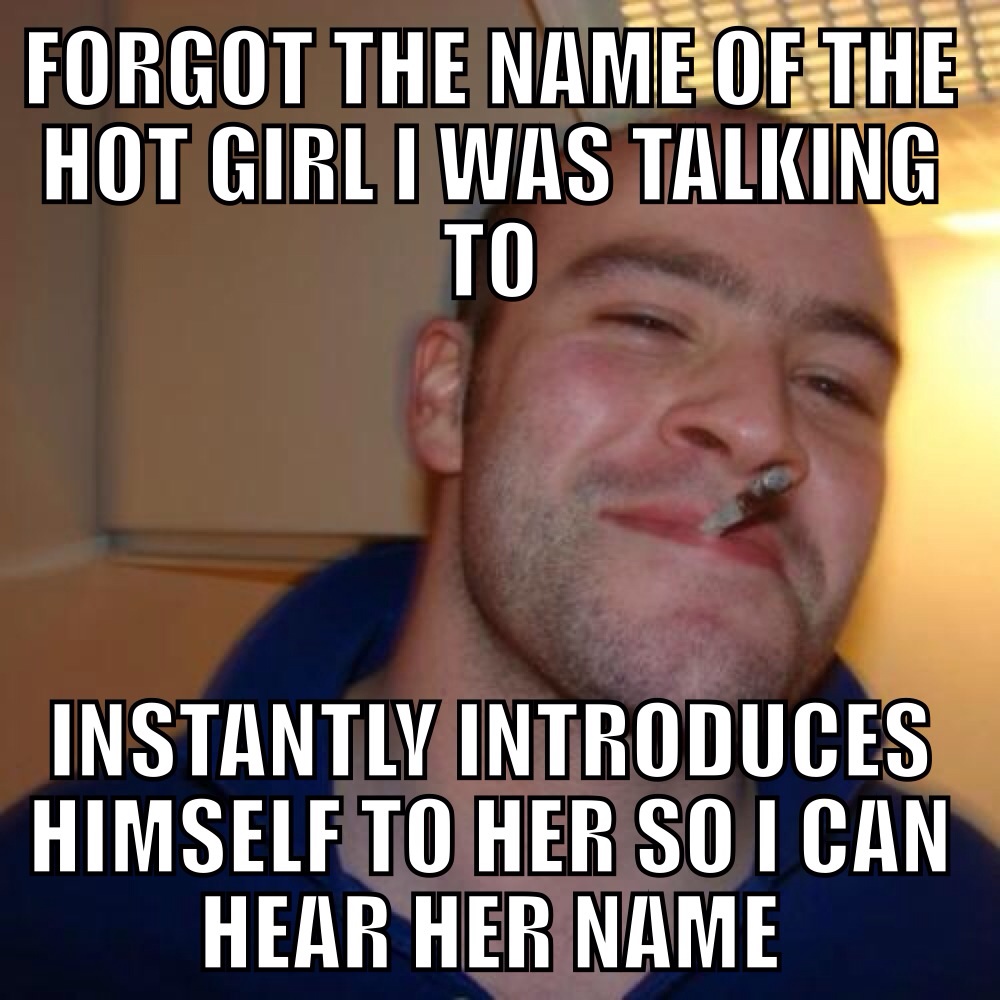 FORGOT THE NAME OF THE
HOT GIRL I WAS TALKING
TO
INSTANTLY INTRODUCES
HIMSELF TO HER SO I CAN
HEAR HER NAME